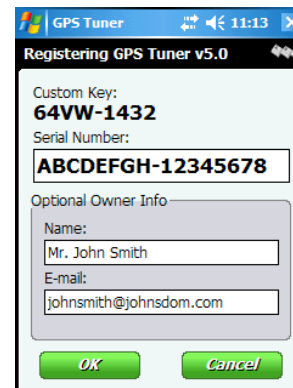 GPS Tuner 11:13
Registering GPS Tuner v5.0
Custom Key:
64VW-1432
Serial Number:
ABCDEFGH-12345678
Optional Owner Info
Name:
Mr. John Smith
E-mail:
johnsmith@johnsdom.com
OK Cancel